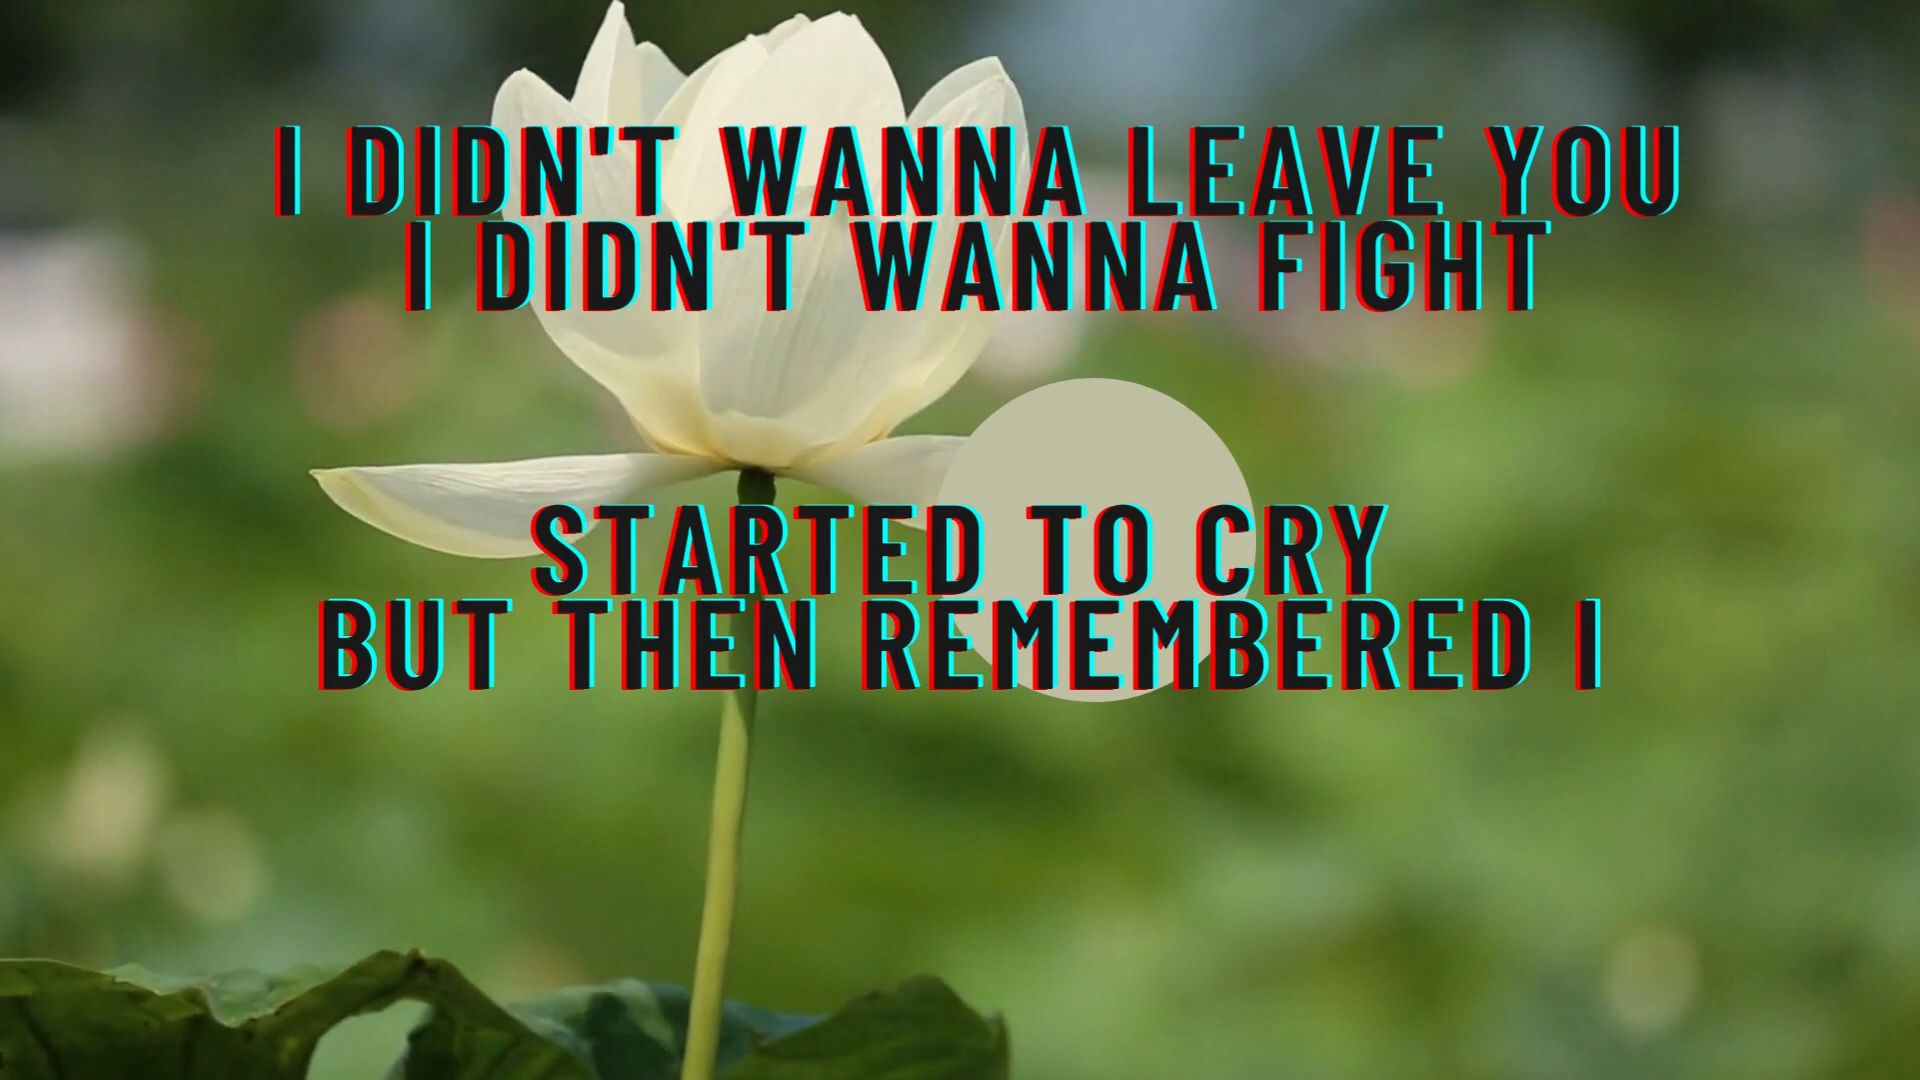 I DIDN'T WANNA LEAVE YOU
I DIDN'T WANNA FIGHT
STARTED TO CRY
BUT THEN REMEMBERED I